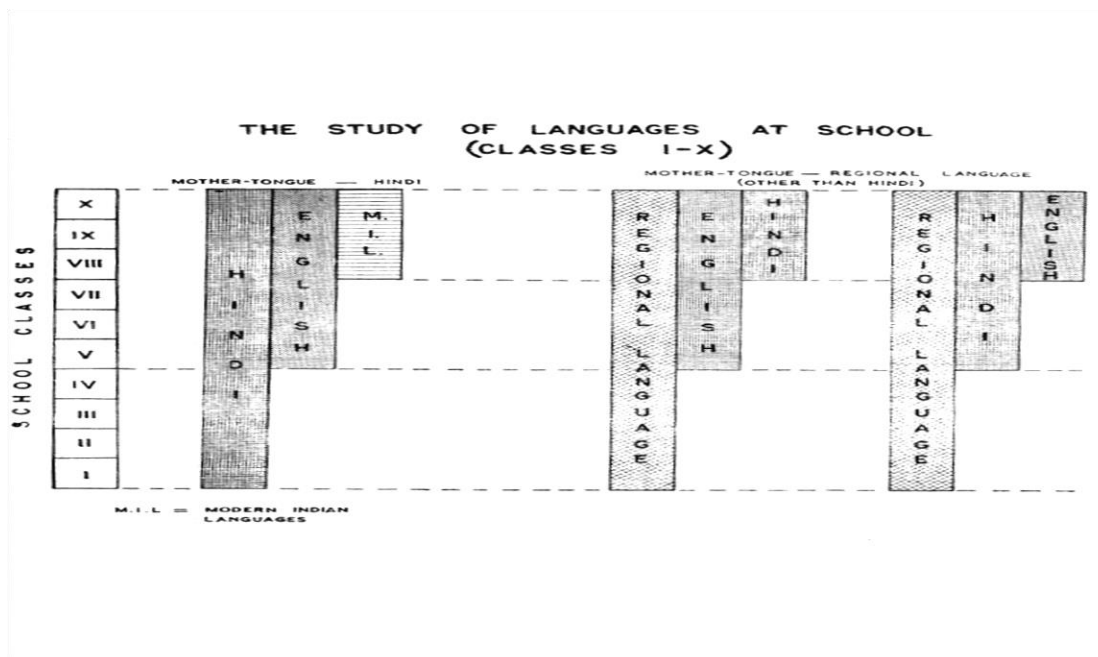 THE STUDY OF LANGUAGES AT SCHOOL
(CLASSES I-X)
MOTHER-TONGUE — HINDI
MOTHER-TONGUE — REGIONAL LANGUAGE
(OTHER THAN HINDI)
SCHOOL CLASSES
X
IX
VIII
VII
VI
V
IV
III
II
I
HINDI
ENGLISH
M.I.L.
REGIONAL LANGUAGE
ENGLISH
HINDI
REGIONAL LANGUAGE
HINDI
ENGLISH
M.I.L = MODERN INDIAN
LANGUAGES